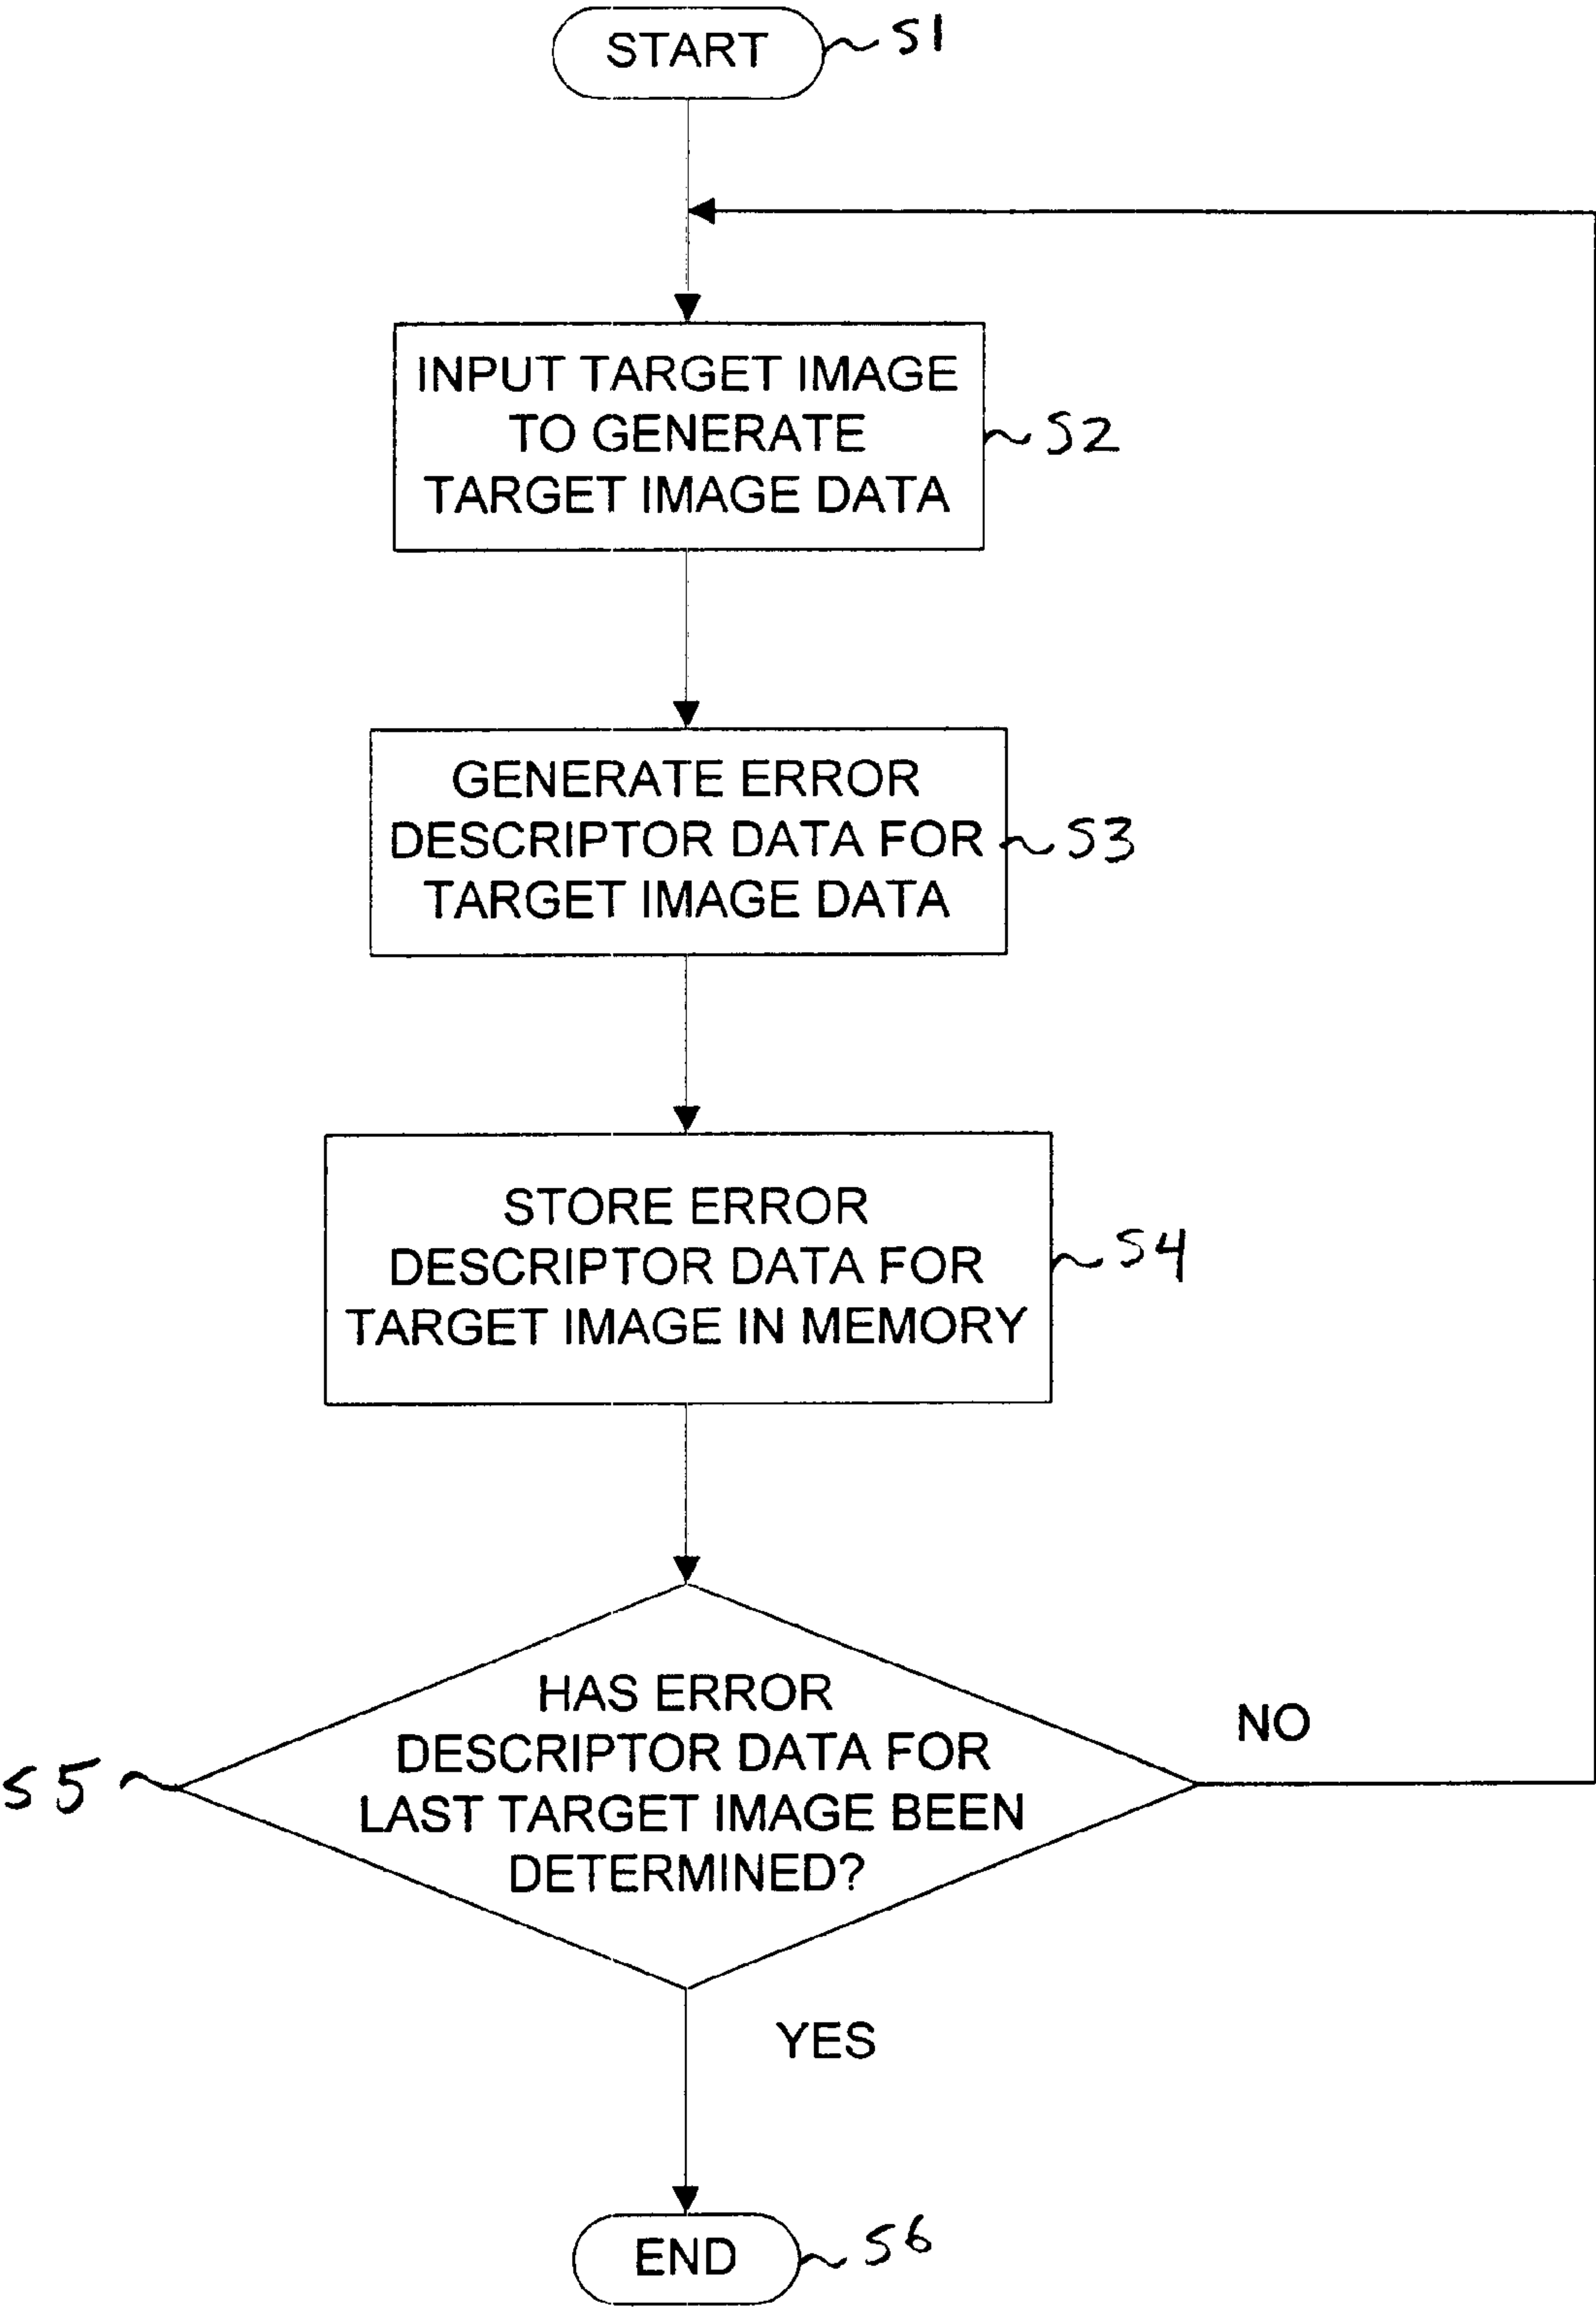 START
S1
INPUT TARGET IMAGE
TO GENERATE
TARGET IMAGE DATA
S2
GENERATE ERROR
DESCRIPTOR DATA FOR
TARGET IMAGE DATA
S3
STORE ERROR
DESCRIPTOR DATA FOR
TARGET IMAGE IN MEMORY
S4
HAS ERROR
DESCRIPTOR DATA FOR
LAST TARGET IMAGE BEEN
DETERMINED?
S5
NO
YES
END
S6